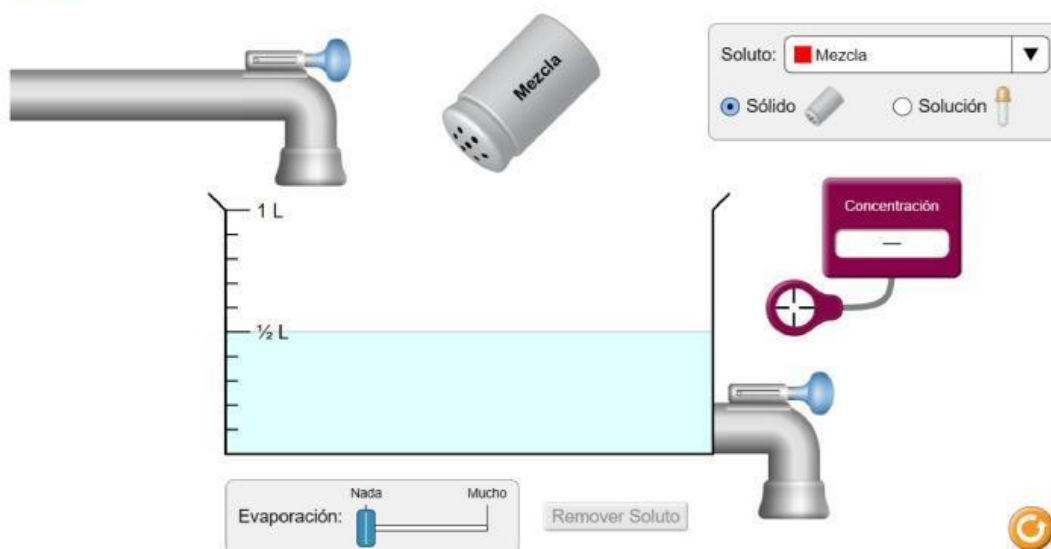 Mezcla
Soluto: Mezcla
Sólido
Solución
Concentración
—
1 L
½ L
Nada
Mucho
Evaporación:
Remover Soluto